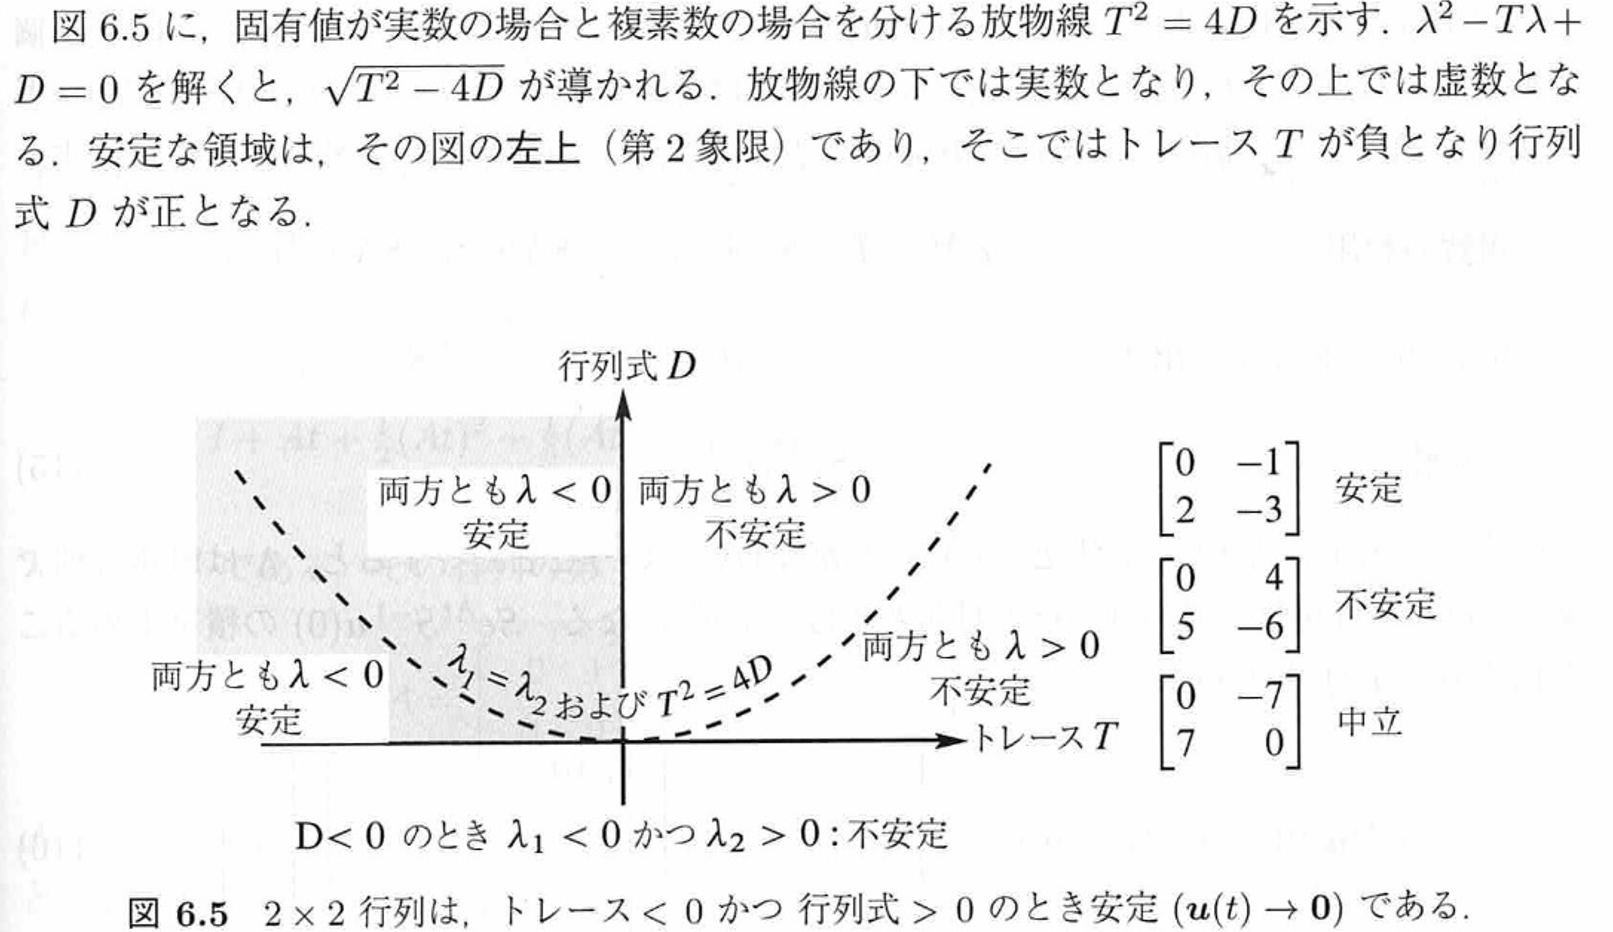 図 6.5 に，固有値が実数の場合と複素数の場合を分ける放物線 T² = 4D を示す．λ² − Tλ +
D = 0 を解くと，√(T² − 4D) が導かれる．放物線の下では実数となり，その上では虚数とな
る．安定な領域は，その図の左上（第 2 象限）であり，そこではトレース T が負となり行列
式 D が正となる．
行列式 D
両方とも λ < 0
安定
両方とも λ > 0
不安定
両方とも λ < 0
安定
λ₁ = λ₂ および T² = 4D
両方とも λ > 0
不安定
トレース T
[0 −1
2 −3] 安定
[0 4
5 −6] 不安定
[0 −7
7 0] 中立
D< 0 のとき λ₁ < 0 かつ λ₂ > 0 : 不安定
図 6.5 2 × 2 行列は，トレース < 0 かつ 行列式 > 0 のとき安定 (u(t) → 0) である．